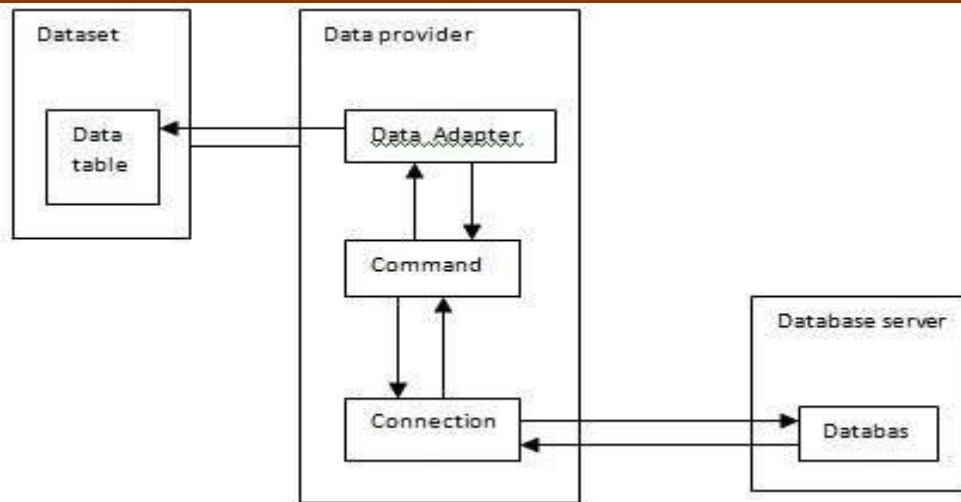 Dataset
Data
table
Data provider
Data Adapter
Command
Connection
Database server
Databas